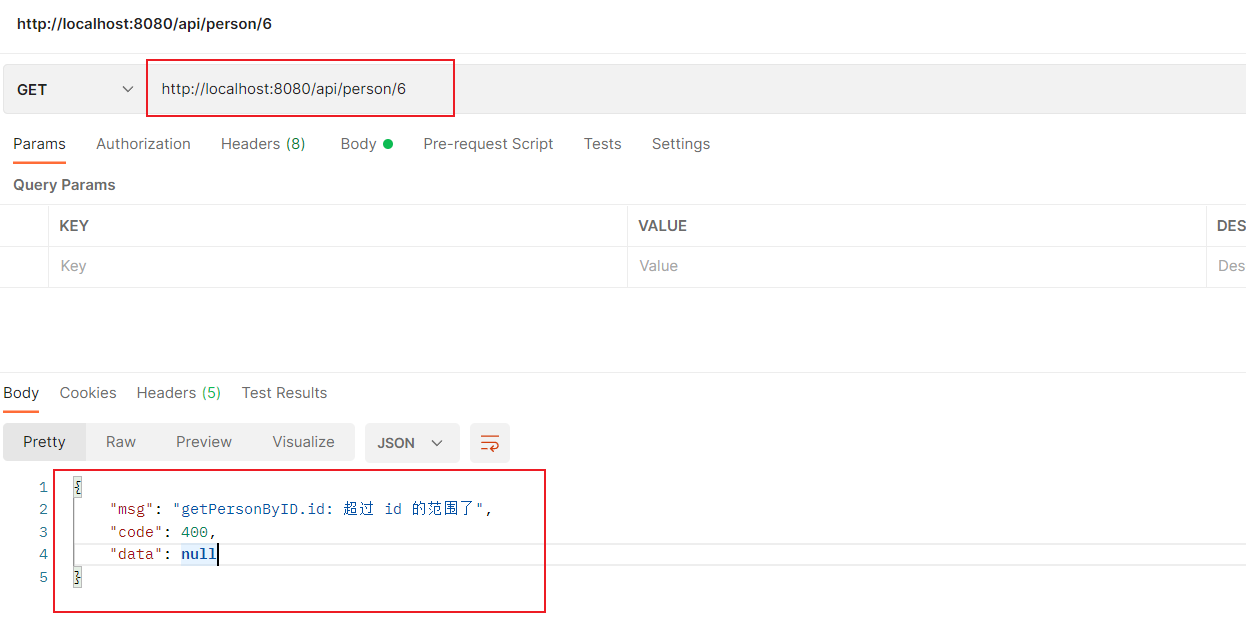 http://localhost:8080/api/person/6
GET http://localhost:8080/api/person/6
Params Authorization Headers (8) Body Pre-request Script Tests Settings
Query Params
KEY VALUE DES
Key Value Des
Body Cookies Headers (5) Test Results
Pretty Raw Preview Visualize JSON
1 {
2 "msg": "getPersonByID.id: 超过 id 的范围了",
3 "code": 400,
4 "data": null
5 }